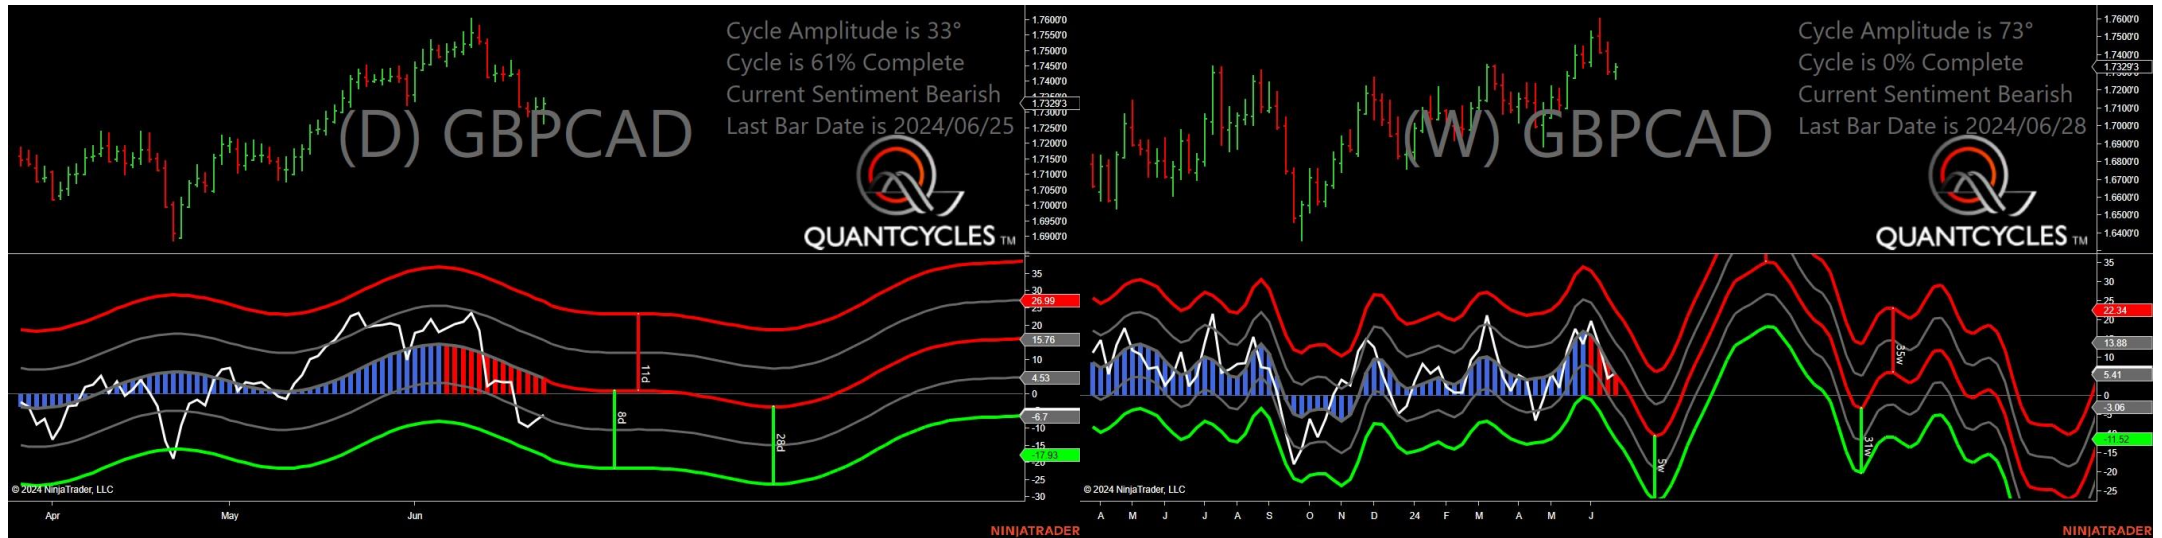 Cycle Amplitude is 33°
Cycle is 61% Complete
Current Sentiment Bearish
Last Bar Date is 2024/06/25
(D) GBPCAD
QUANTCYCLES TM
1.7600'0
1.7550'0
1.7500'0
1.7450'0
1.7400'0
1.7329'3
1.7300'0
1.7250'0
1.7200'0
1.7150'0
1.7100'0
1.7050'0
1.7000'0
1.6950'0
1.6900'0
35
30
26.99
25
20
15.76
10
4.53
0
-6.7
-10
-15
-17.93
-20
-25
-30
11d
8d
28d
© 2024 NinjaTrader, LLC
Apr
May
Jun
NINJATRADER
Cycle Amplitude is 73°
Cycle is 0% Complete
Current Sentiment Bearish
Last Bar Date is 2024/06/28
(W) GBPCAD
QUANTCYCLES TM
1.7600'0
1.7500'0
1.7400'0
1.7329'3
1.7200'0
1.7100'0
1.7000'0
1.6900'0
1.6800'0
1.6700'0
1.6600'0
1.6500'0
1.6400'0
35
30
25
22.34
20
13.88
10
5.41
0
-3.06
-11.52
-15
-20
-25
5w
31w
35w
© 2024 NinjaTrader, LLC
A M J J A S O N D 24 F M A M J
NINJATRADER